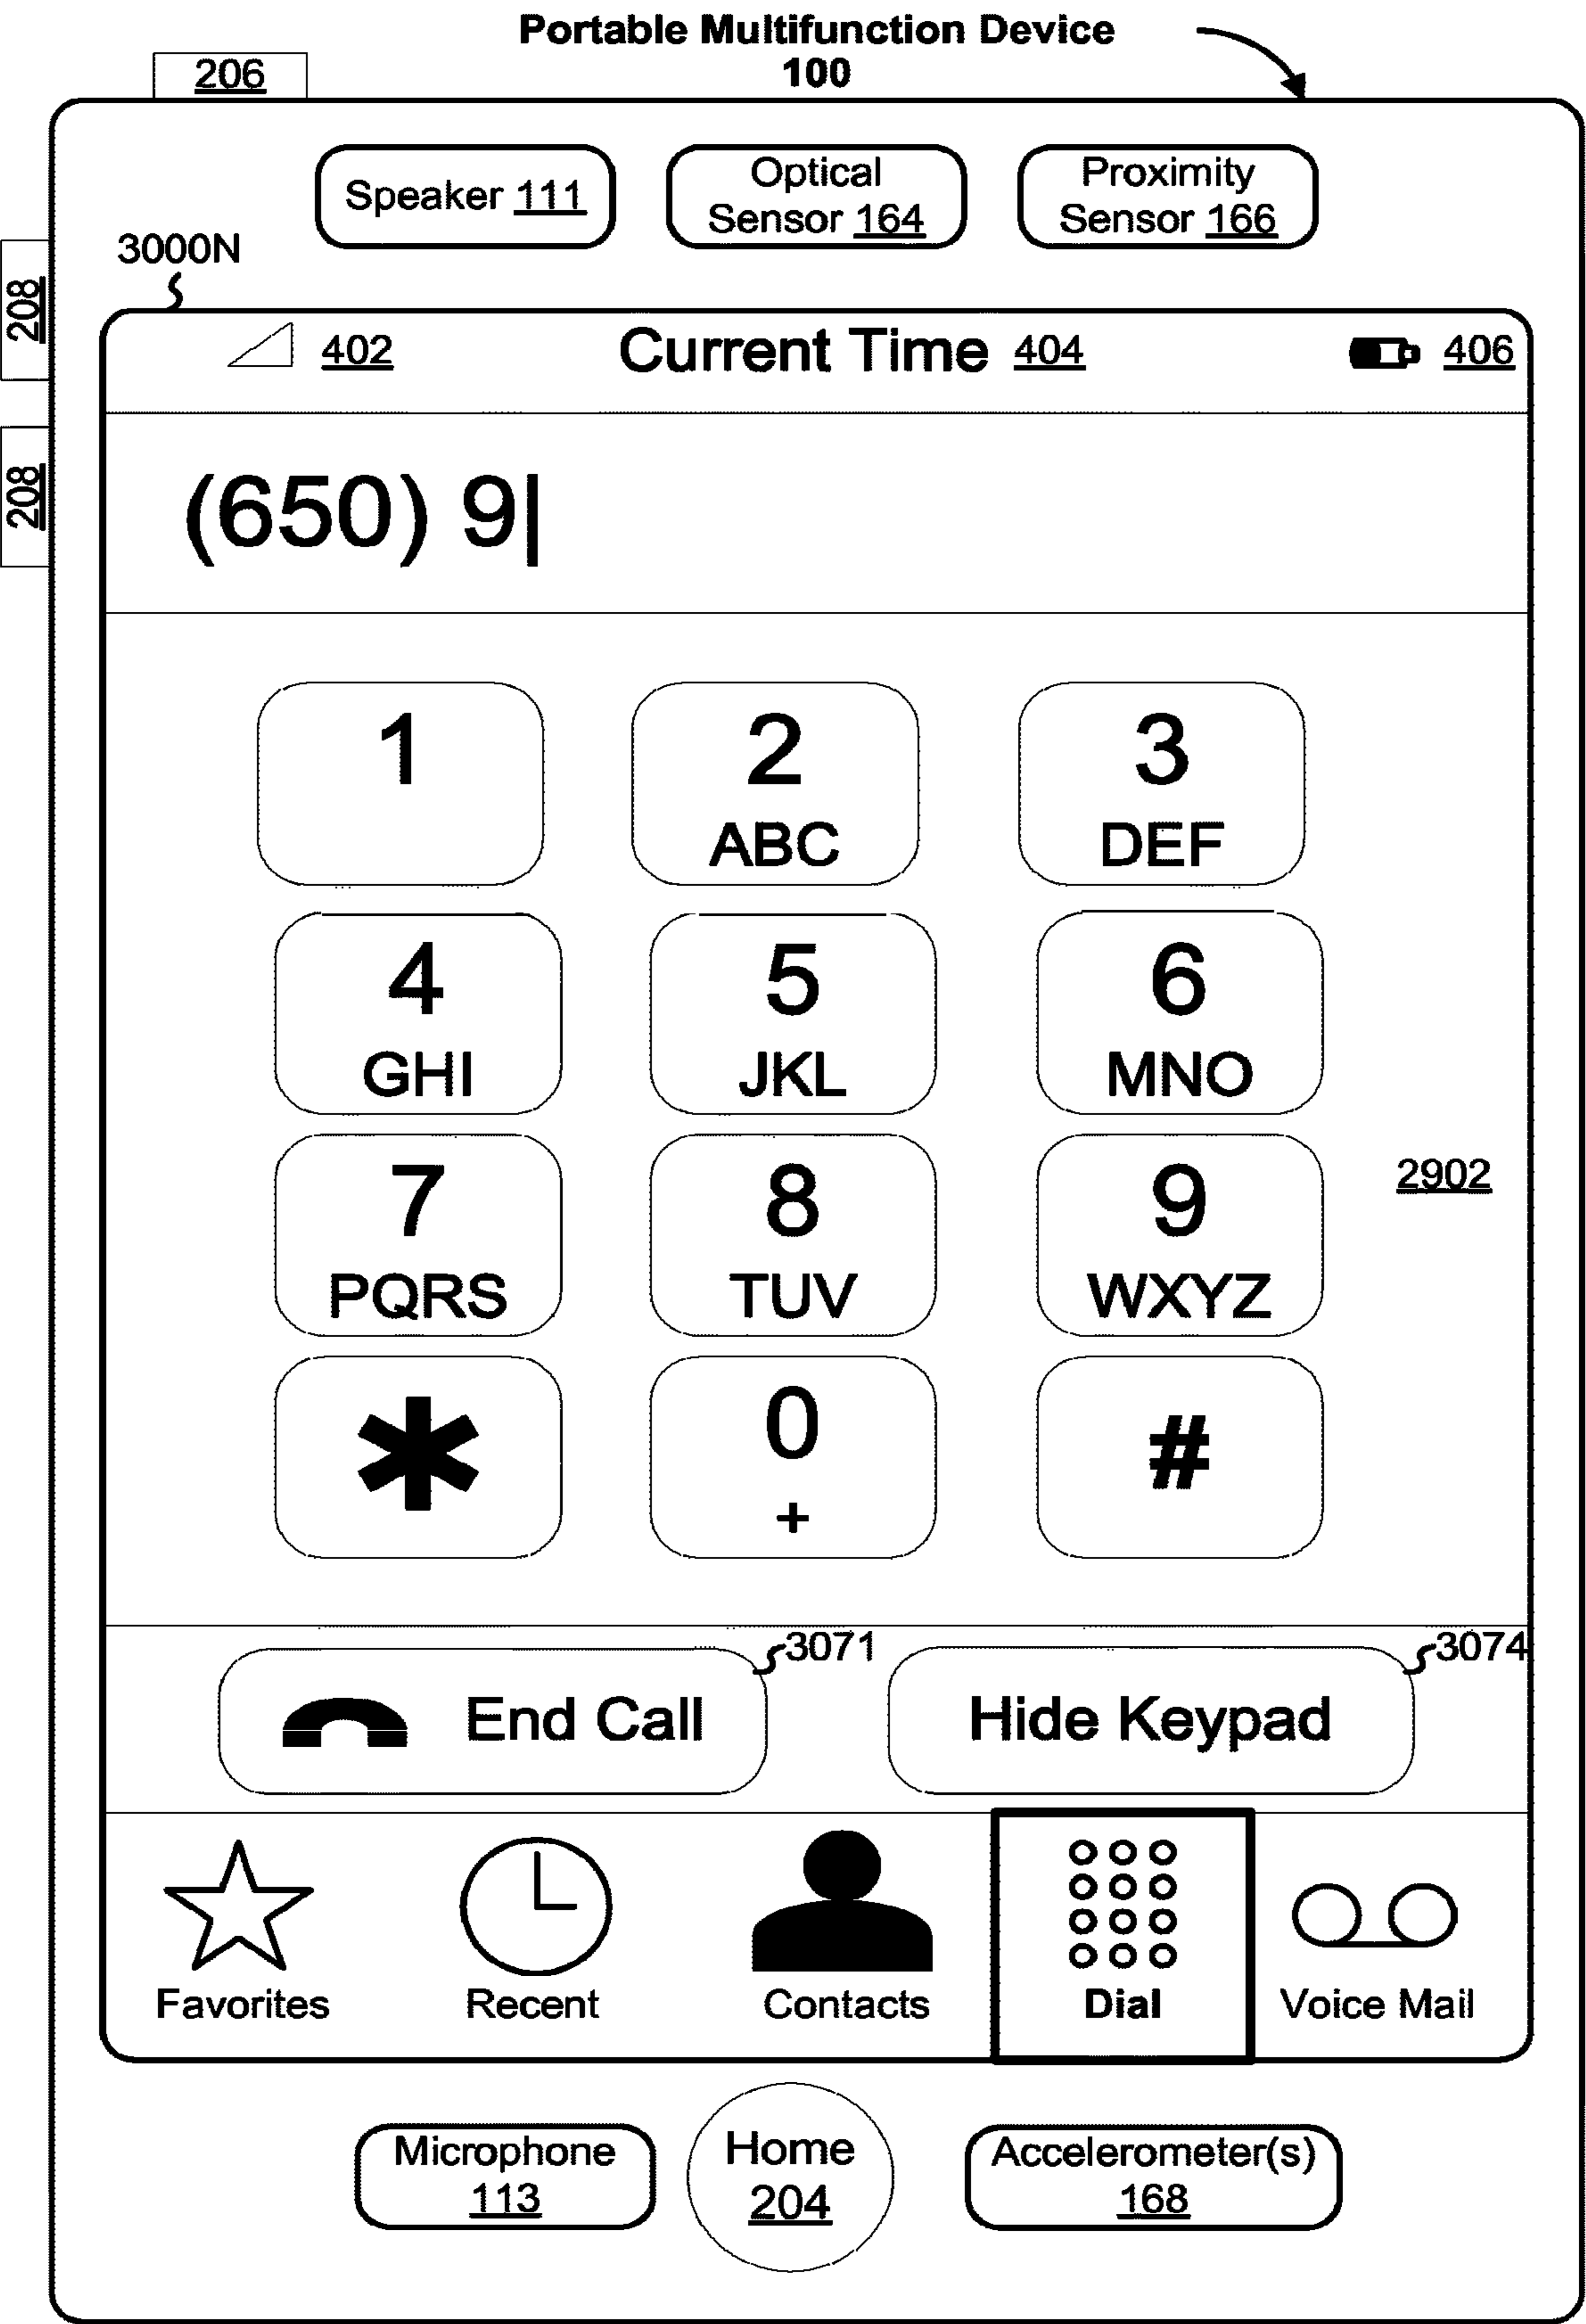 Portable Multifunction Device
100
206
Speaker 111
Optical
Sensor 164
Proximity
Sensor 166
3000N
208
402
Current Time 404
406
208
(650) 9
1
2
3
ABC
DEF
4
5
6
GHI
JKL
MNO
7
8
9
2902
PQRS
TUV
WXYZ
*
0
#
+
3071
3074
End Call
Hide Keypad
Favorites
Recent
Contacts
Dial
Voice Mail
Microphone
113
Home
204
Accelerometer(s)
168